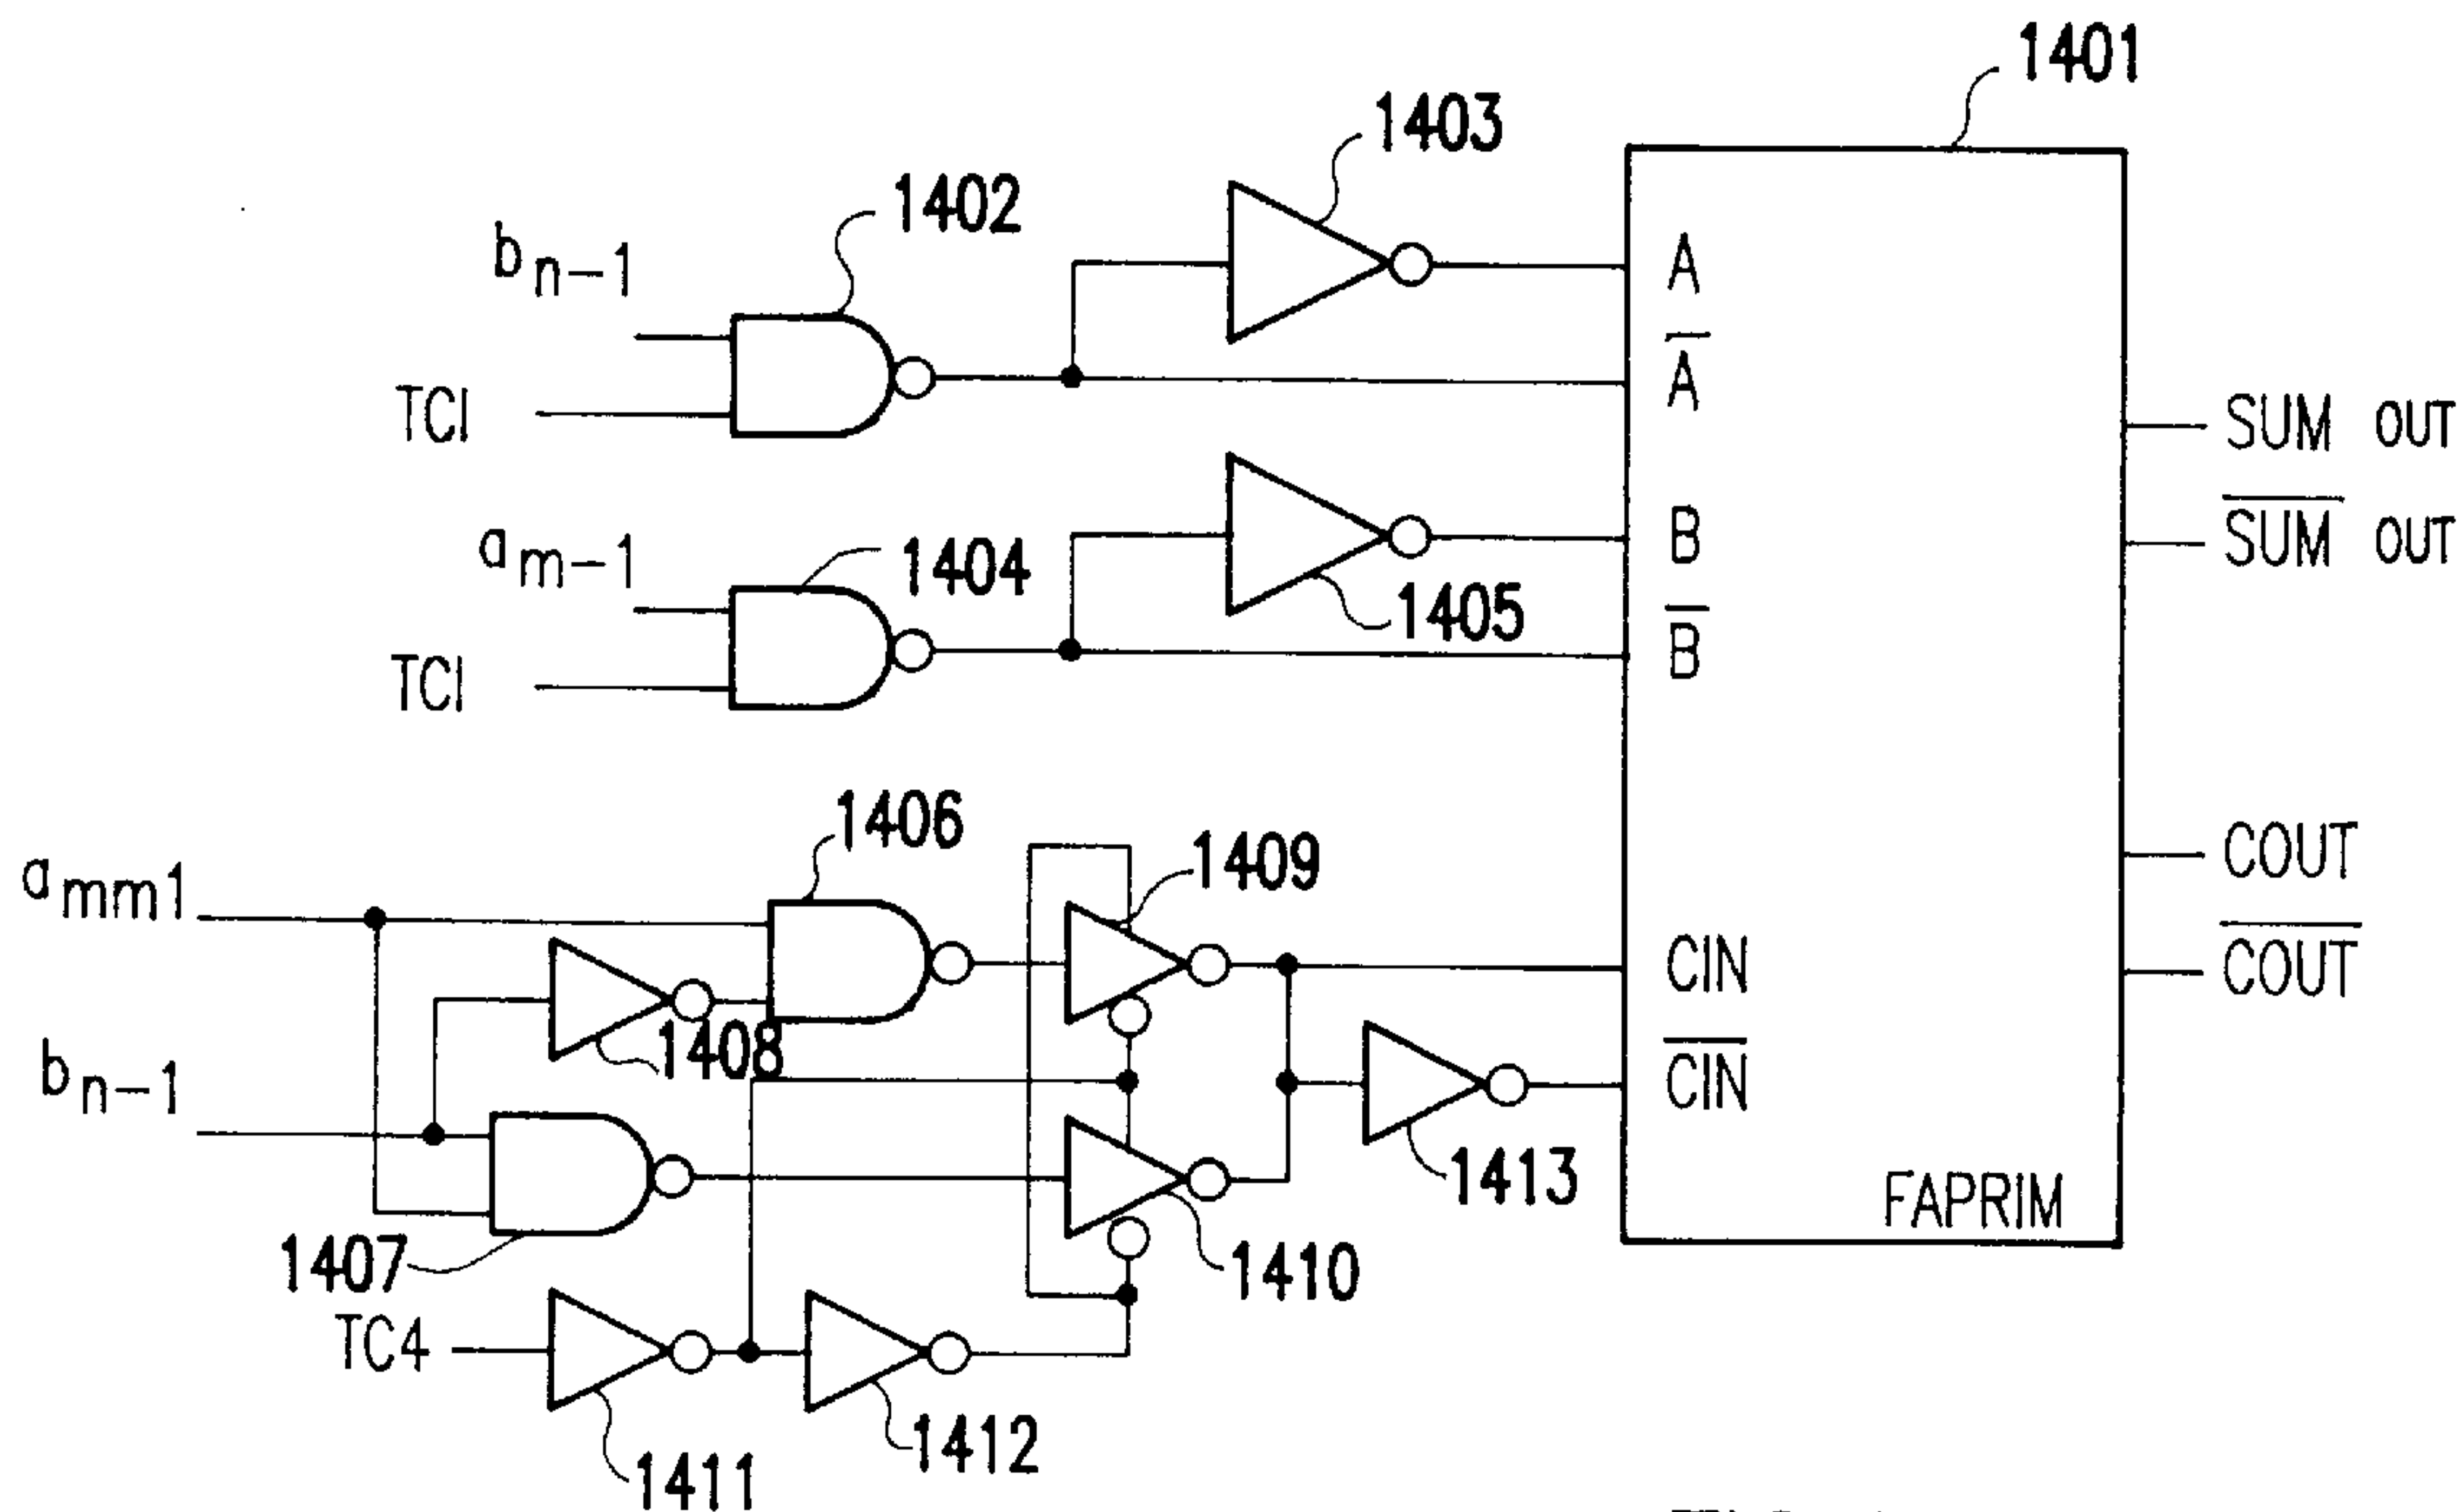 1401
1403
1402
b n-1
A
A
TCI
SUM OUT
SUM OUT
a m-1
1404
B
1405
B
TCI
1406
1409
COUT
a mm1
CIN
COUT
1408
b n-1
CIN
1413
FAPRIM
1407
1410
TC4
1412
1411